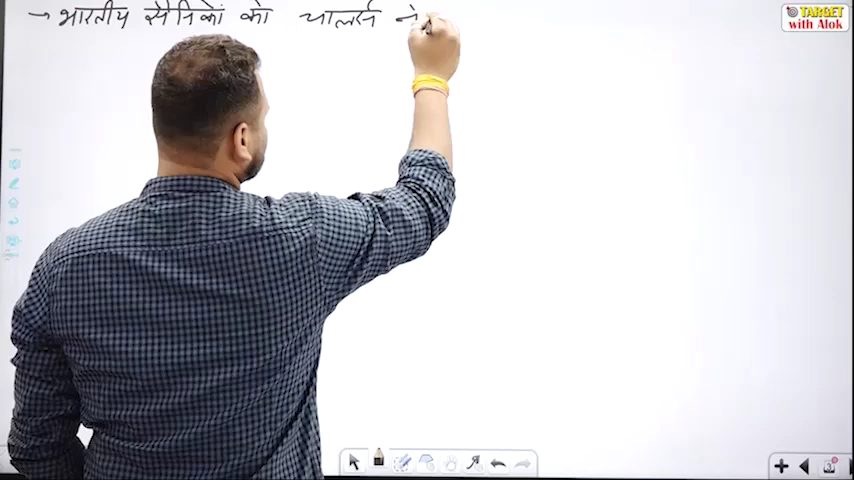 → भारतीय सैनिकों को चार्ल्स ने
TARGET
with Alok